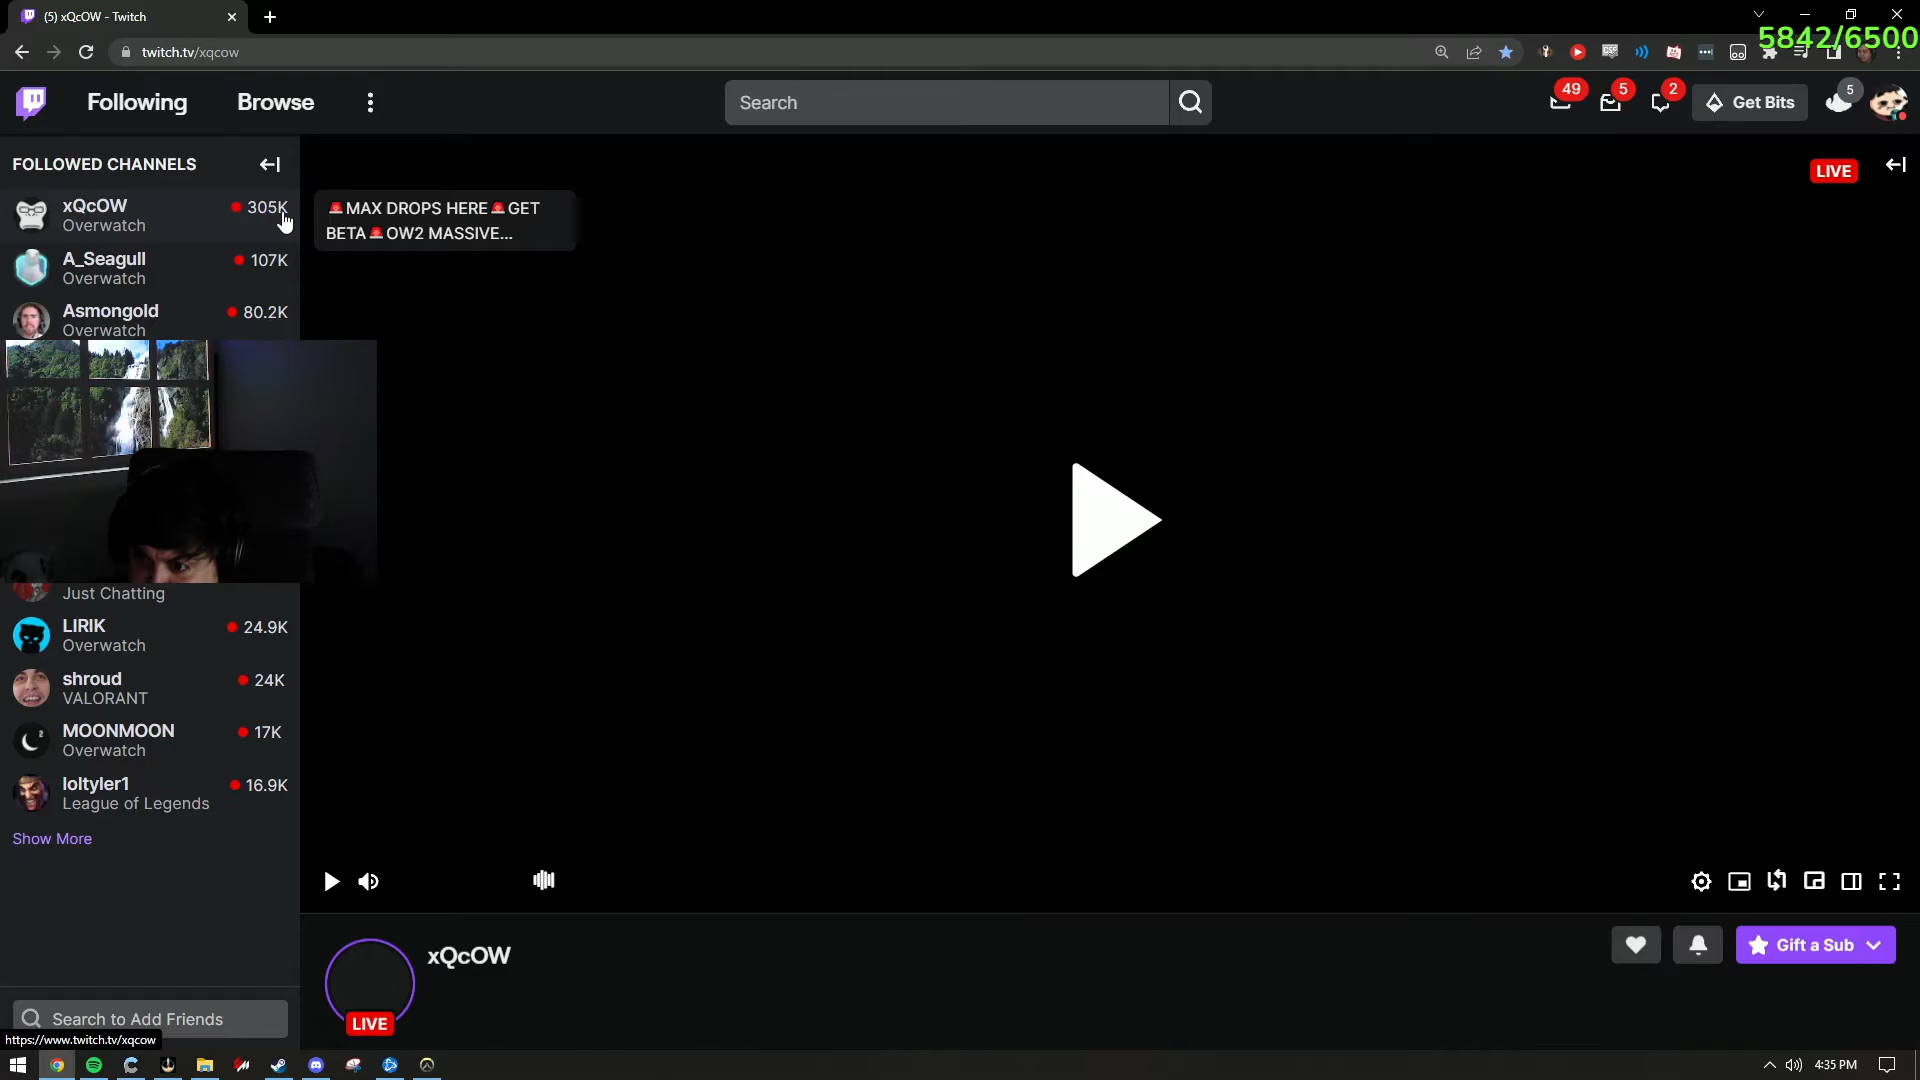 (5) xQcOW - Twitch
twitch.tv/xqcow
5842/6500
Following
Browse
Search
49
5
2
Get Bits
5
FOLLOWED CHANNELS
LIVE
xQcOW
305K
Overwatch
🚨MAX DROPS HERE🚨GET
BETA🚨OW2 MASSIVE...
A_Seagull
107K
Overwatch
Asmongold
80.2K
Overwatch
Just Chatting
LIRIK
24.9K
Overwatch
shroud
24K
VALORANT
MOONMOON
17K
Overwatch
loltyler1
16.9K
League of Legends
Show More
xQcOW
LIVE
Gift a Sub
Search to Add Friends
https://www.twitch.tv/xqcow
4:35 PM